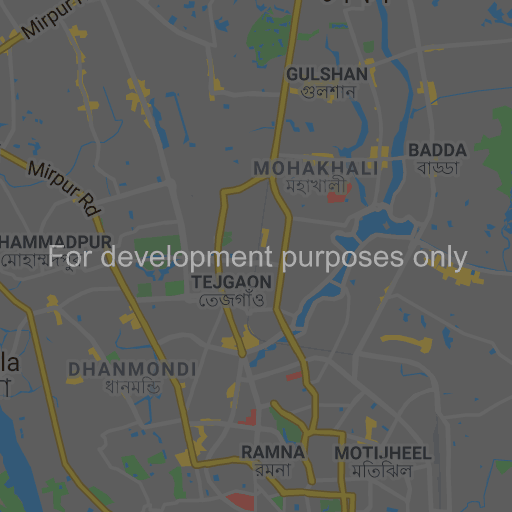 Mirpur R
GULSHAN
গুলশান
BADDA
বাড্ডা
MOHAKHALI
মহাখালী
Mirpur Rd
HAMMADPUR
For development purposes only
TEJGAON
তেজগাঁও
la
DHANMONDI
ধানমন্ডি
RAMNA
রমনা
MOTIJHEEL
মতিঝিল